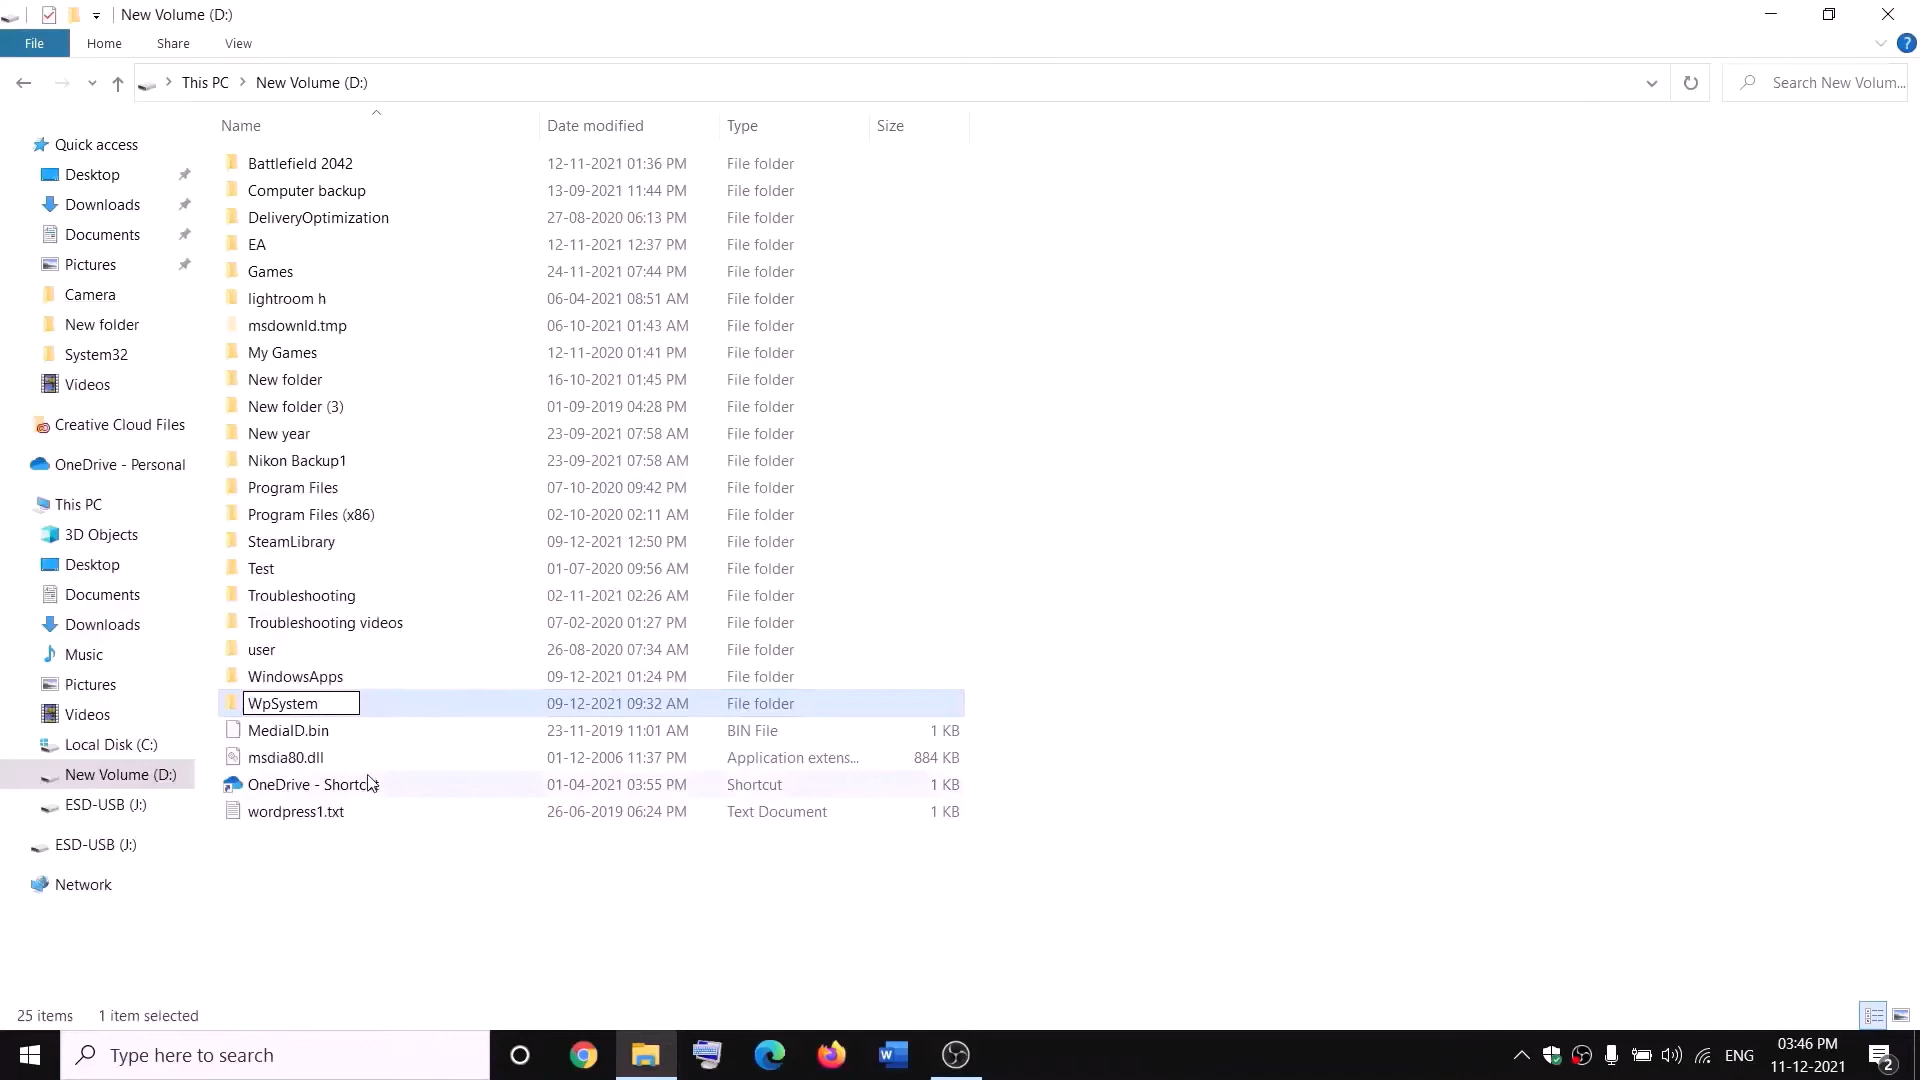 New Volume (D:)
File Home Share View
This PC New Volume (D:) Search New Volum...
Name Date modified Type Size
Quick access
Desktop
Downloads
Documents
Pictures
Camera
New folder
System32
Videos
Creative Cloud Files
OneDrive - Personal
This PC
3D Objects
Desktop
Documents
Downloads
Music
Pictures
Videos
Local Disk (C:)
New Volume (D:)
ESD-USB (J:)
ESD-USB (J:)
Network
Battlefield 2042 12-11-2021 01:36 PM File folder
Computer backup 13-09-2021 11:44 PM File folder
DeliveryOptimization 27-08-2020 06:13 PM File folder
EA 12-11-2021 12:37 PM File folder
Games 24-11-2021 07:44 PM File folder
lightroom h 06-04-2021 08:51 AM File folder
msdownld.tmp 06-10-2021 01:43 AM File folder
My Games 12-11-2020 01:41 PM File folder
New folder 16-10-2021 01:45 PM File folder
New folder (3) 01-09-2019 04:28 PM File folder
New year 23-09-2021 07:58 AM File folder
Nikon Backup1 23-09-2021 07:58 AM File folder
Program Files 07-10-2020 09:42 PM File folder
Program Files (x86) 02-10-2020 02:11 AM File folder
SteamLibrary 09-12-2021 12:50 PM File folder
Test 01-07-2020 09:56 AM File folder
Troubleshooting 02-11-2021 02:26 AM File folder
Troubleshooting videos 07-02-2020 01:27 PM File folder
user 26-08-2020 07:34 AM File folder
WindowsApps 09-12-2021 01:24 PM File folder
WpSystem 09-12-2021 09:32 AM File folder
MediaID.bin 23-11-2019 11:01 AM BIN File 1 KB
msdia80.dll 01-12-2006 11:37 PM Application extens... 884 KB
OneDrive - Shortcut 01-04-2021 03:55 PM Shortcut 1 KB
wordpress1.txt 26-06-2019 06:24 PM Text Document 1 KB
25 items 1 item selected
Type here to search
ENG
03:46 PM
11-12-2021
2